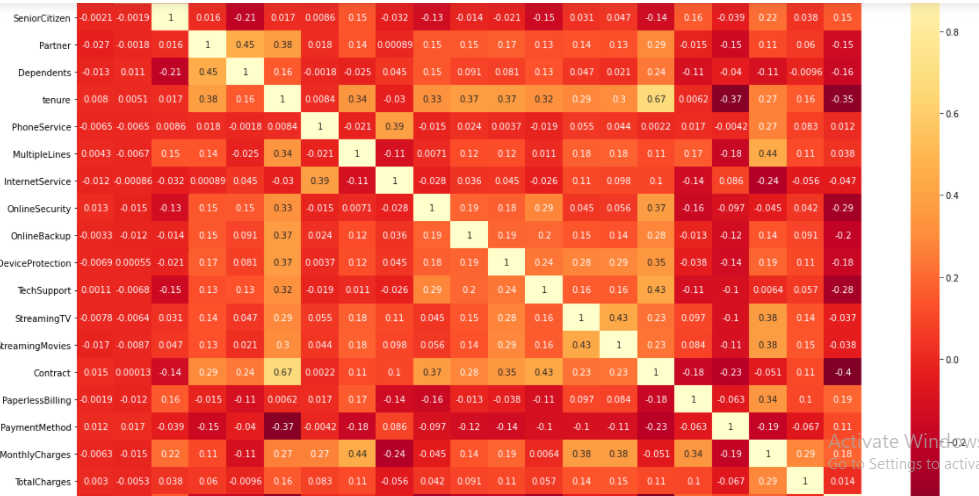 SeniorCitizen -0.0021 -0.0019 1 0.016 -0.21 0.017 0.0086 0.15 -0.032 -0.13 -0.014 -0.021 -0.15 0.031 0.047 -0.14 0.16 -0.039 0.22 0.038 0.15
0.8
Partner -0.027 -0.0018 0.016 1 0.45 0.38 0.018 0.14 0.00089 0.15 0.15 0.17 0.13 0.14 0.13 0.29 -0.015 -0.15 0.11 0.06 -0.15
Dependents -0.013 0.011 -0.21 0.45 1 0.16 -0.0018 -0.025 0.045 0.15 0.091 0.081 0.13 0.047 0.021 0.24 -0.11 -0.04 -0.11 -0.0096 -0.16
tenure 0.008 0.0051 0.017 0.38 0.16 1 0.0084 0.34 -0.03 0.33 0.37 0.37 0.32 0.29 0.3 0.67 0.0062 -0.37 0.27 0.16 -0.35
0.6
PhoneService -0.0065 -0.0065 0.0086 0.018 -0.0018 0.0084 1 -0.021 0.39 -0.015 0.024 0.0037 -0.019 0.055 0.044 0.0022 0.017 -0.0042 0.27 0.083 0.012
MultipleLines 0.0043 -0.0067 0.15 0.14 -0.025 0.34 -0.021 1 -0.11 0.0071 0.12 0.12 0.011 0.18 0.18 0.11 0.17 -0.18 0.44 0.11 0.038
InternetService -0.012 -0.00086 -0.032 0.00089 0.045 -0.03 0.39 -0.11 1 -0.028 0.036 0.045 -0.026 0.11 0.098 0.1 -0.14 0.086 -0.24 -0.056 -0.047
0.4
OnlineSecurity 0.013 -0.015 -0.13 0.15 0.15 0.33 -0.015 0.0071 -0.028 1 0.19 0.18 0.29 0.045 0.056 0.37 -0.16 -0.097 -0.045 0.042 -0.29
OnlineBackup -0.0033 -0.012 -0.014 0.15 0.091 0.37 0.024 0.12 0.036 0.19 1 0.19 0.2 0.15 0.14 0.28 -0.013 -0.12 0.14 0.091 -0.2
DeviceProtection -0.0069 0.00055 -0.021 0.17 0.081 0.37 0.0037 0.12 0.045 0.18 0.19 1 0.24 0.28 0.29 0.35 -0.038 -0.14 0.19 0.11 -0.18
0.2
TechSupport 0.0011 -0.0068 -0.15 0.13 0.13 0.32 -0.019 0.011 -0.026 0.29 0.2 0.24 1 0.16 0.16 0.43 -0.11 -0.1 0.0064 0.057 -0.28
StreamingTV -0.0078 -0.0064 0.031 0.14 0.047 0.29 0.055 0.18 0.11 0.045 0.15 0.28 0.16 1 0.43 0.23 0.097 -0.1 0.38 0.14 -0.037
StreamingMovies -0.017 -0.0087 0.047 0.13 0.021 0.3 0.044 0.18 0.098 0.056 0.14 0.29 0.16 0.43 1 0.23 0.084 -0.11 0.38 0.15 -0.038
0.0
Contract 0.015 0.00013 -0.14 0.29 0.24 0.67 0.0022 0.11 0.1 0.37 0.28 0.35 0.43 0.23 0.23 1 -0.18 -0.23 -0.051 0.11 -0.4
PaperlessBilling -0.0019 -0.012 0.16 -0.015 -0.11 0.0062 0.017 0.17 -0.14 -0.16 -0.013 -0.038 -0.11 0.097 0.084 -0.18 1 -0.063 0.34 0.1 0.19
PaymentMethod 0.012 0.017 -0.039 -0.15 -0.04 -0.37 -0.0042 -0.18 0.086 -0.097 -0.12 -0.14 -0.1 -0.1 -0.11 -0.23 -0.063 1 -0.19 -0.067 0.11
Activate Windows
-0.2
MonthlyCharges -0.0063 -0.015 0.22 0.11 -0.11 0.27 0.27 0.44 -0.24 -0.045 0.14 0.19 0.0064 0.38 0.38 -0.051 0.34 -0.19 1 0.29 0.18
Go to Settings to activa
TotalCharges 0.003 -0.0053 0.038 0.06 -0.0096 0.16 0.083 0.11 -0.056 0.042 0.091 0.11 0.057 0.14 0.15 0.11 0.1 -0.067 0.29 1 0.014